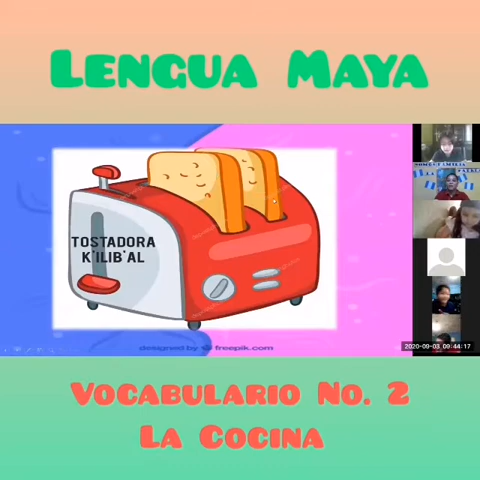 LENGUA MAYA
TOSTADORA
K'ILIB'AL
designed by freepik.com
2020-09-03 09:44:17
VOCABULARIO NO. 2
LA COCINA